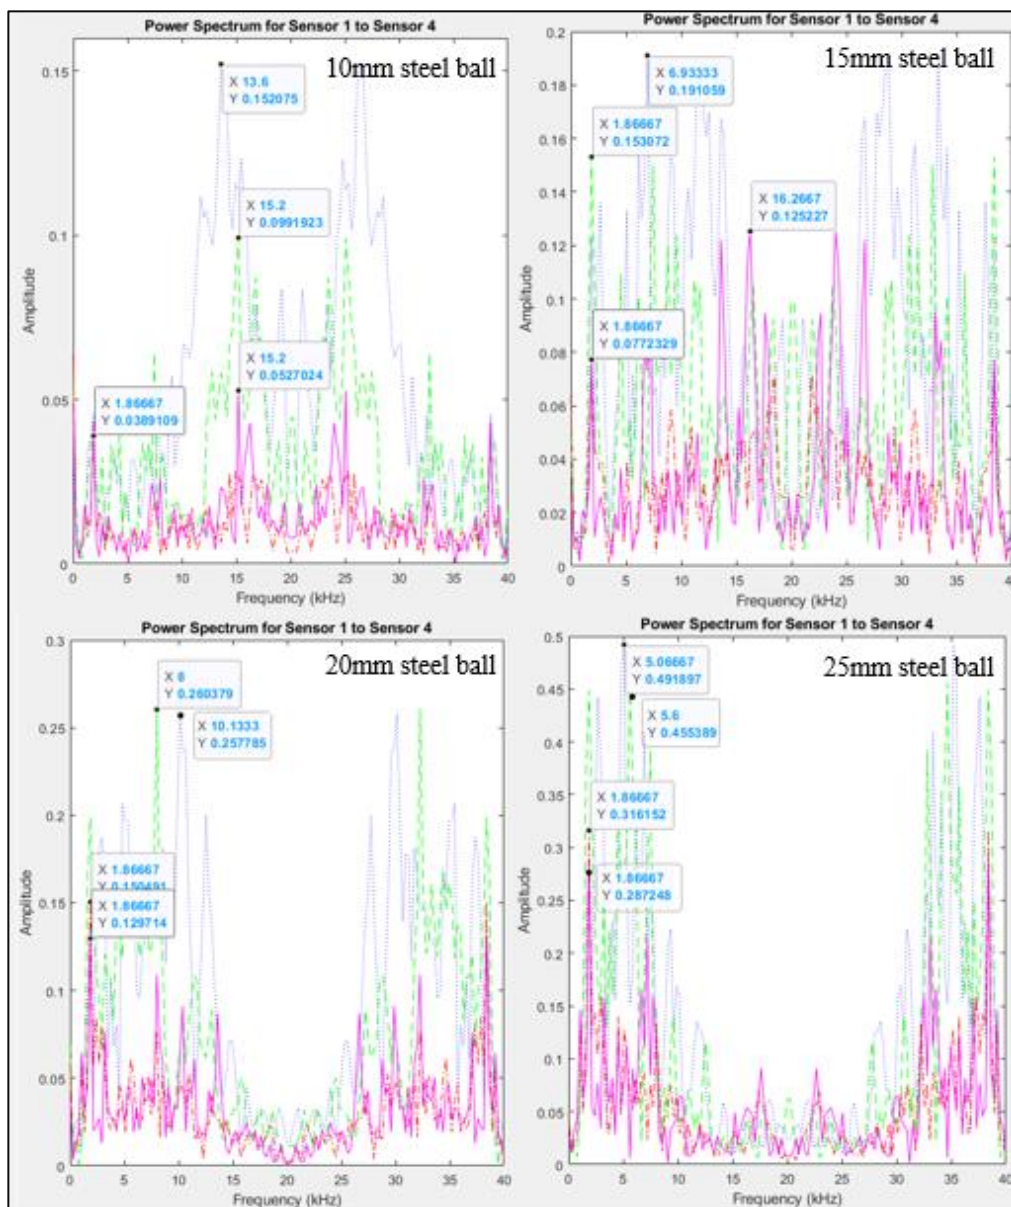 Power Spectrum for Sensor 1 to Sensor 4
10mm steel ball
0.15
0.1
0.05
0
Amplitude
X 13.6
Y 0.152075
X 15.2
Y 0.0991923
X 15.2
Y 0.0527024
X 1.86667
Y 0.0389109
0 5 10 15 20 25 30 35 40
Frequency (kHz)
Power Spectrum for Sensor 1 to Sensor 4
15mm steel ball
0.2
0.18
0.16
0.14
0.12
0.1
0.08
0.06
0.04
0.02
0
Amplitude
X 6.93333
Y 0.191059
X 1.86667
Y 0.153072
X 16.2667
Y 0.125227
X 1.86667
Y 0.0772329
0 5 10 15 20 25 30 35 40
Frequency (kHz)
Power Spectrum for Sensor 1 to Sensor 4
20mm steel ball
0.3
0.25
0.2
0.15
0.1
0.05
0
Amplitude
X 8
Y 0.260379
X 10.1333
Y 0.257785
X 1.86667
Y 0.150491
X 1.86667
Y 0.129714
0 5 10 15 20 25 30 35 40
Frequency (kHz)
Power Spectrum for Sensor 1 to Sensor 4
25mm steel ball
0.5
0.45
0.4
0.35
0.3
0.25
0.2
0.15
0.1
0.05
0
Amplitude
X 5.06667
Y 0.491897
X 5.6
Y 0.455389
X 1.86667
Y 0.316152
X 1.86667
Y 0.287248
0 5 10 15 20 25 30 35 40
Frequency (kHz)